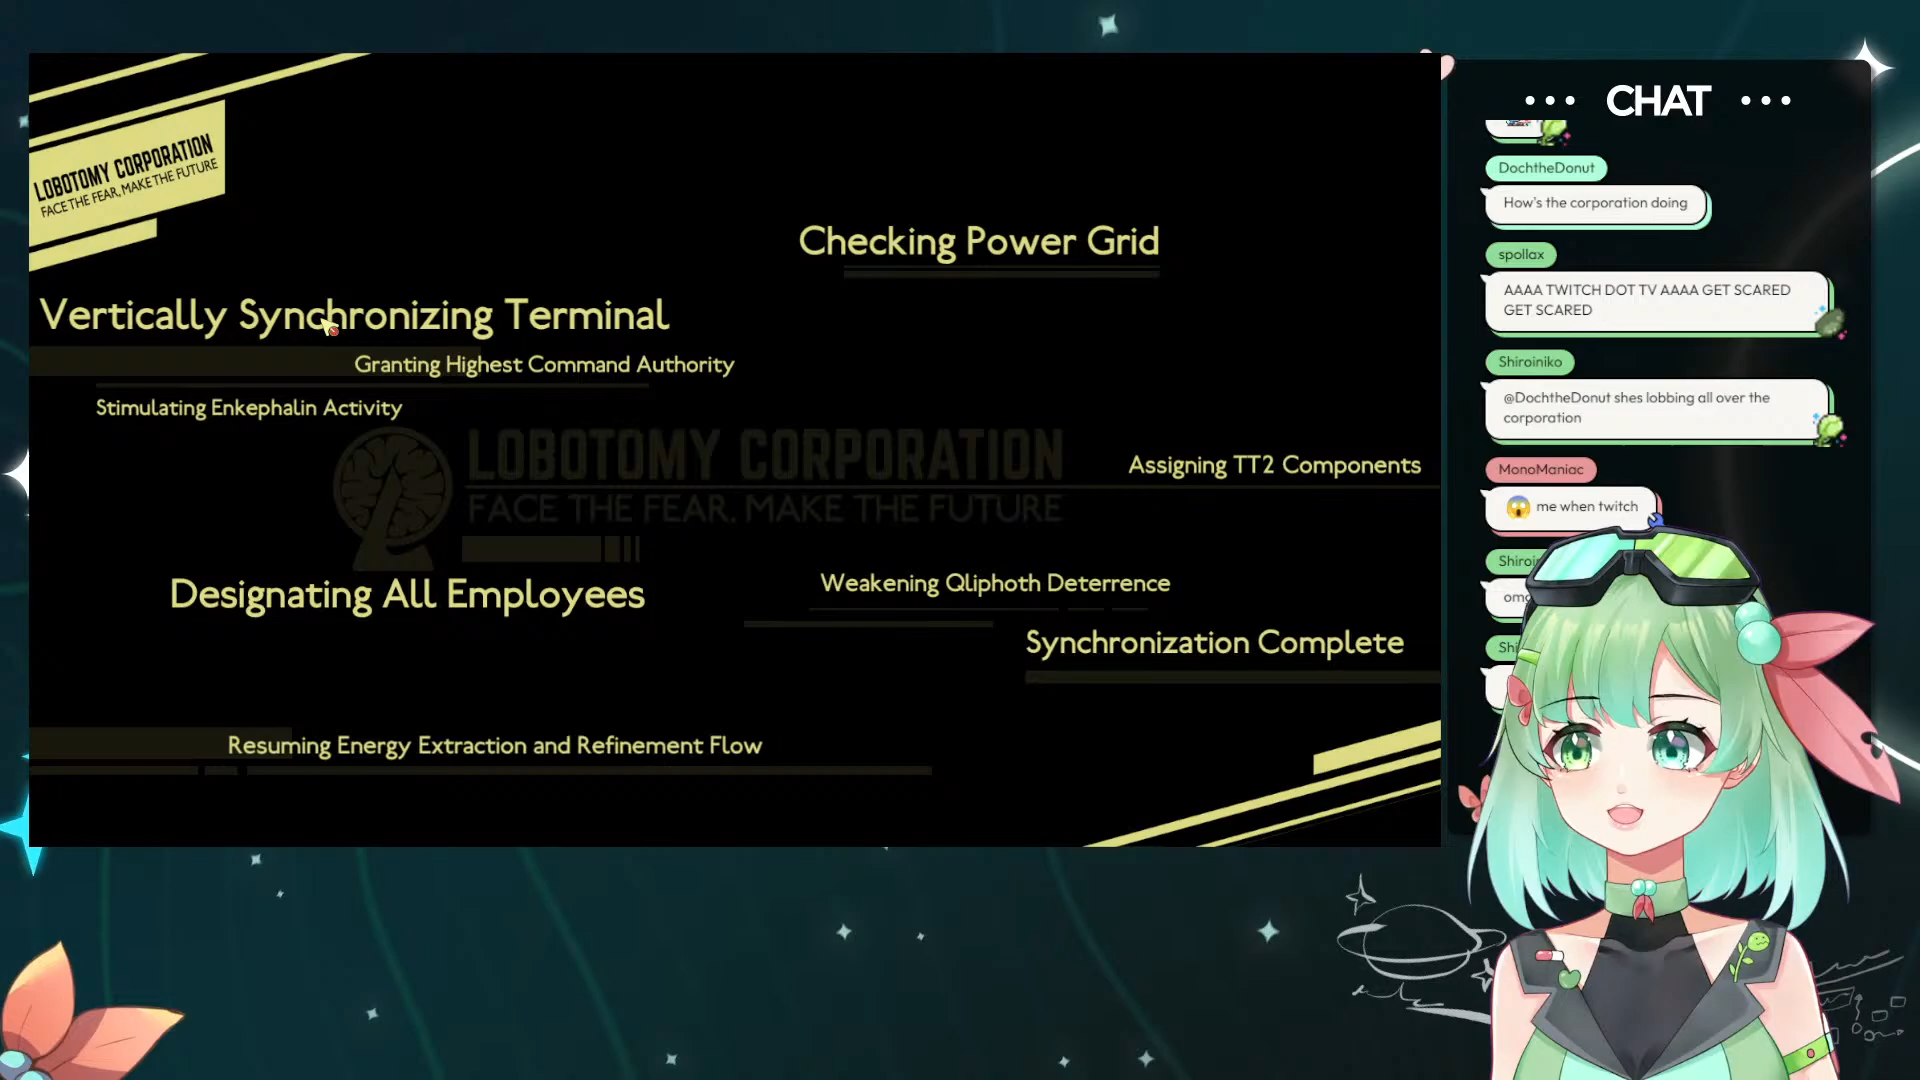 LOBOTOMY CORPORATION
FACE THE FEAR, MAKE THE FUTURE
Checking Power Grid
Vertically Synchronizing Terminal
Granting Highest Command Authority
Stimulating Enkephalin Activity
LOBOTOMY CORPORATION
FACE THE FEAR. MAKE THE FUTURE
Assigning TT2 Components
Designating All Employees
Weakening Qliphoth Deterrence
Synchronization Complete
Resuming Energy Extraction and Refinement Flow
••• CHAT •••
DochtheDonut
How's the corporation doing
spollax
AAAA TWITCH DOT TV AAAA GET SCARED
GET SCARED
Shiroiniko
@DochtheDonut shes lobbing all over the
corporation
MonoManiac
😱 me when twitch